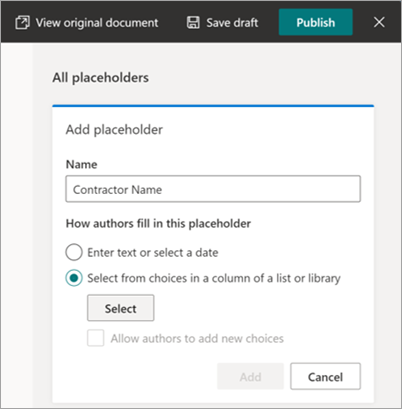 View original document Save draft Publish
All placeholders
Add placeholder
Name
Contractor Name
How authors fill in this placeholder
Enter text or select a date
Select from choices in a column of a list or library
Select
Allow authors to add new choices
Add Cancel